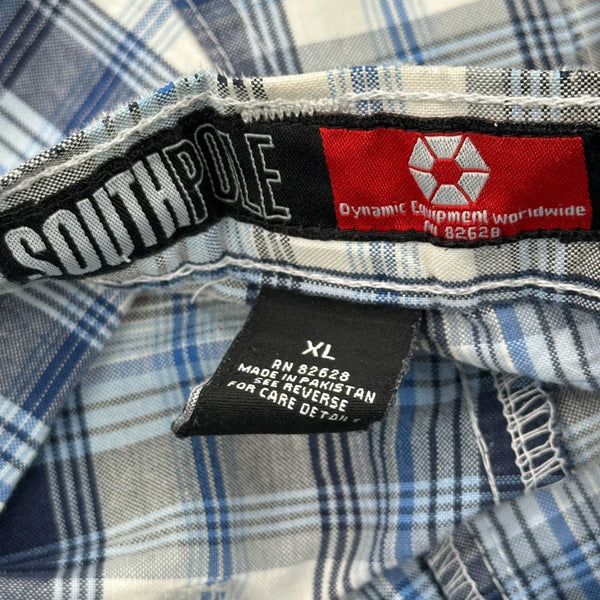 SOUTHPOLE
Dynamic Equipment Worldwide
RN 82628
XL
RN 82628
MADE IN PAKISTAN
SEE REVERSE
FOR CARE DETAILS